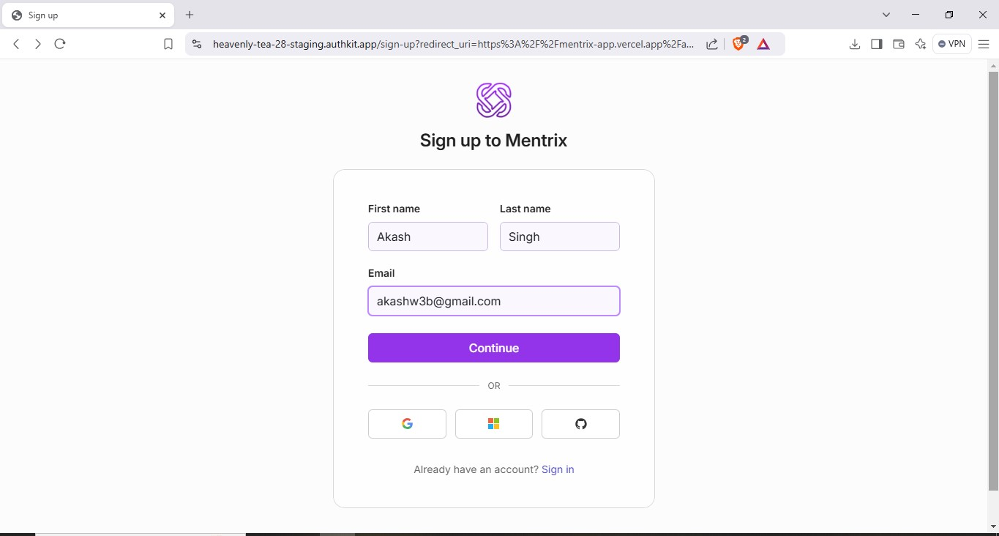 Sign up
heavenly-tea-28-staging.authkit.app/sign-up?redirect_uri=https%3A%2F%2Fmentrix-app.vercel.app%2Fa...
2
VPN
Sign up to Mentrix
First name Last name
Akash Singh
Email
akashw3b@gmail.com
Continue
OR
Already have an account? Sign in